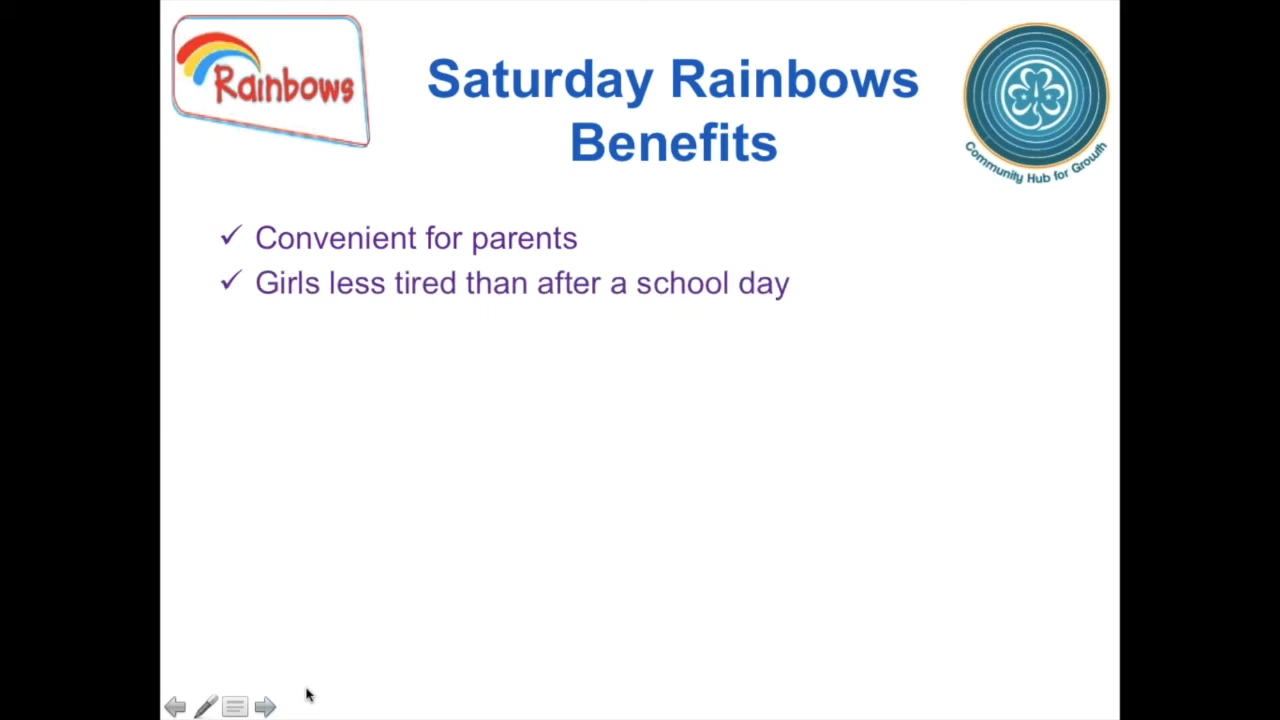 Rainbows
Saturday Rainbows
Benefits
Community Hub for Growth
✓ Convenient for parents
✓ Girls less tired than after a school day